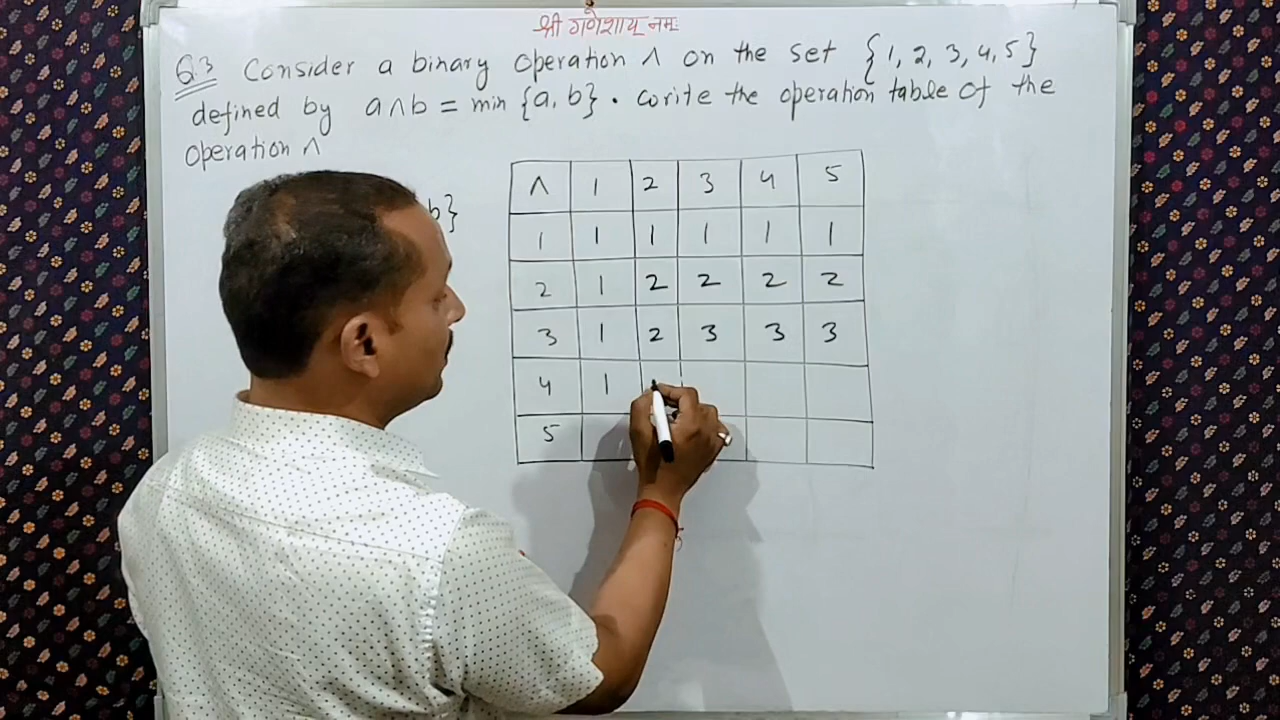 श्री गणेशाय नमः
Q.3 Consider a binary operation ∧ on the set {1, 2, 3, 4, 5}
defined by a∧b = min {a, b}. write the operation table of the
operation ∧
b}
∧ 1 2 3 4 5
1 1 1 1 1 1
2 1 2 2 2 2
3 1 2 3 3 3
4 1
5